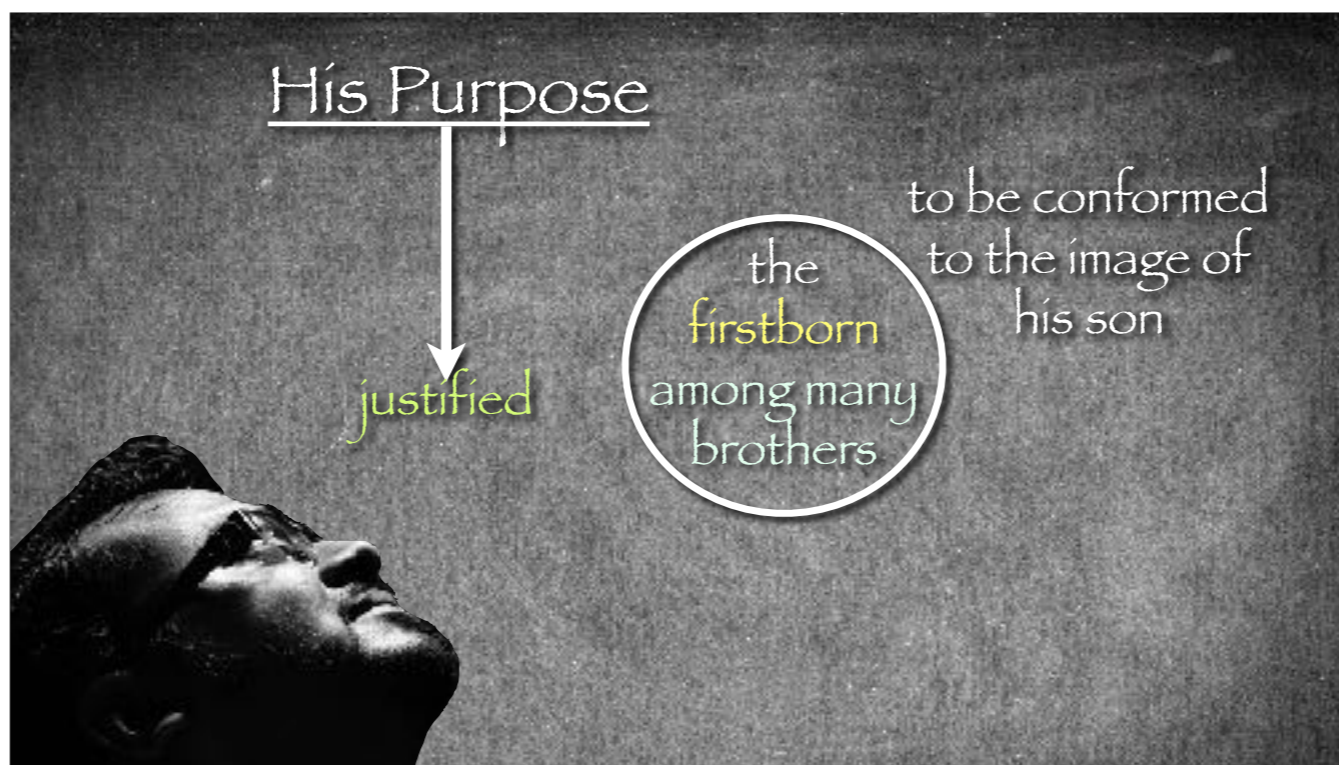 His Purpose
justified
the
firstborn
among many
brothers
to be conformed
to the image of
his son